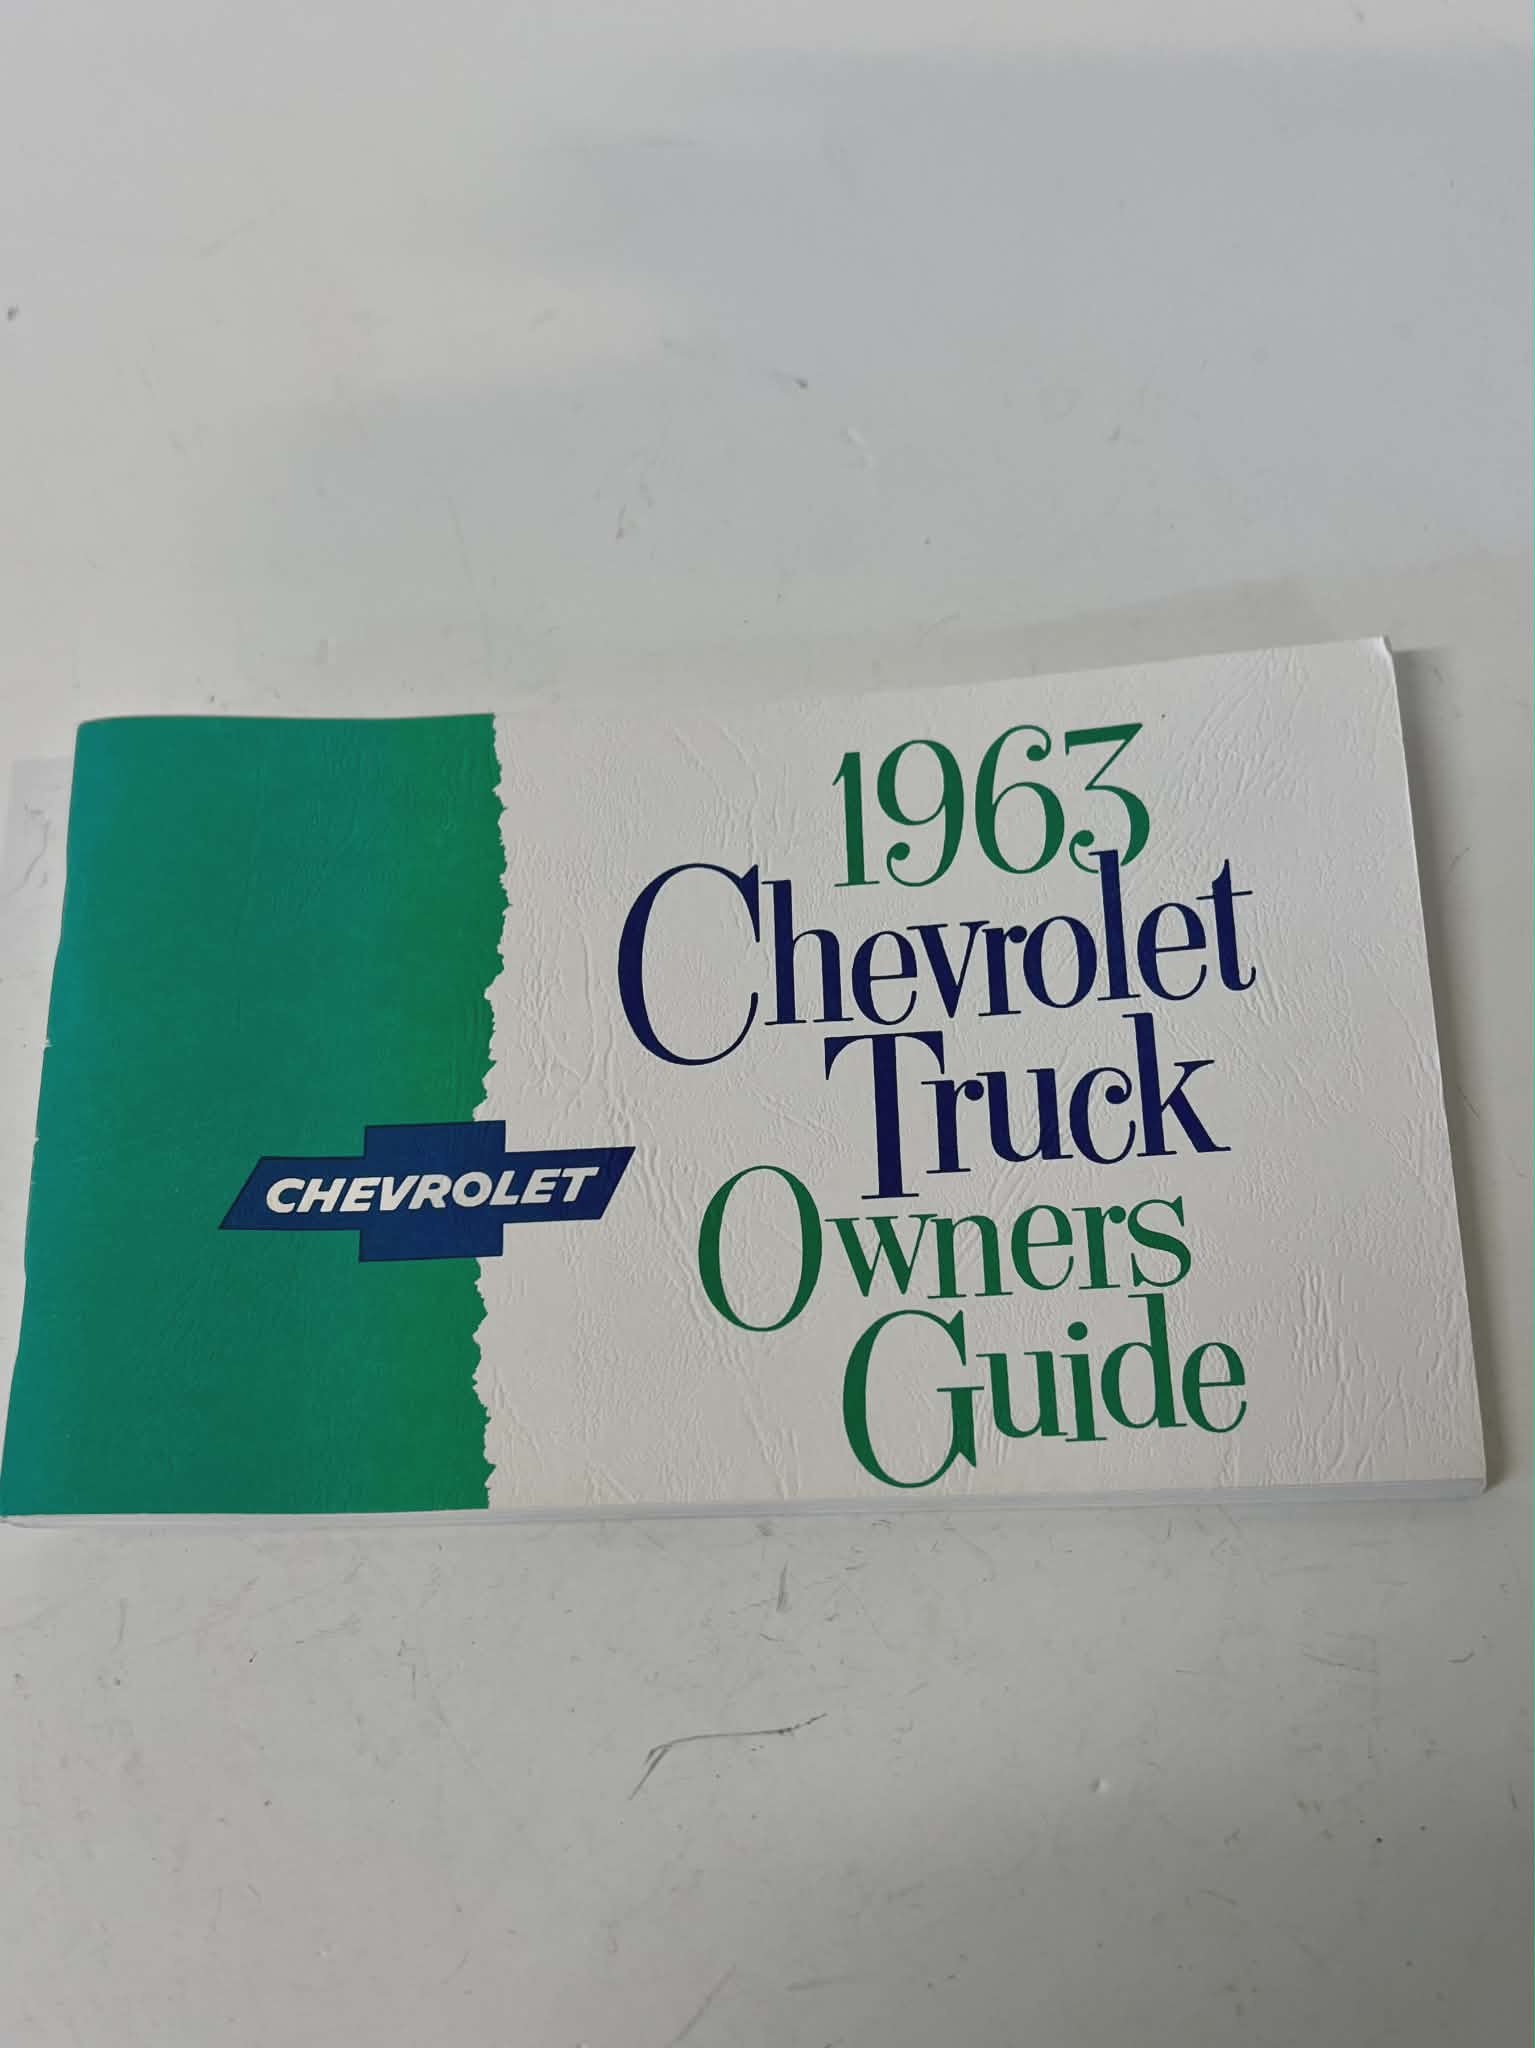 1963
Chevrolet
Truck
Owners
Guide
CHEVROLET